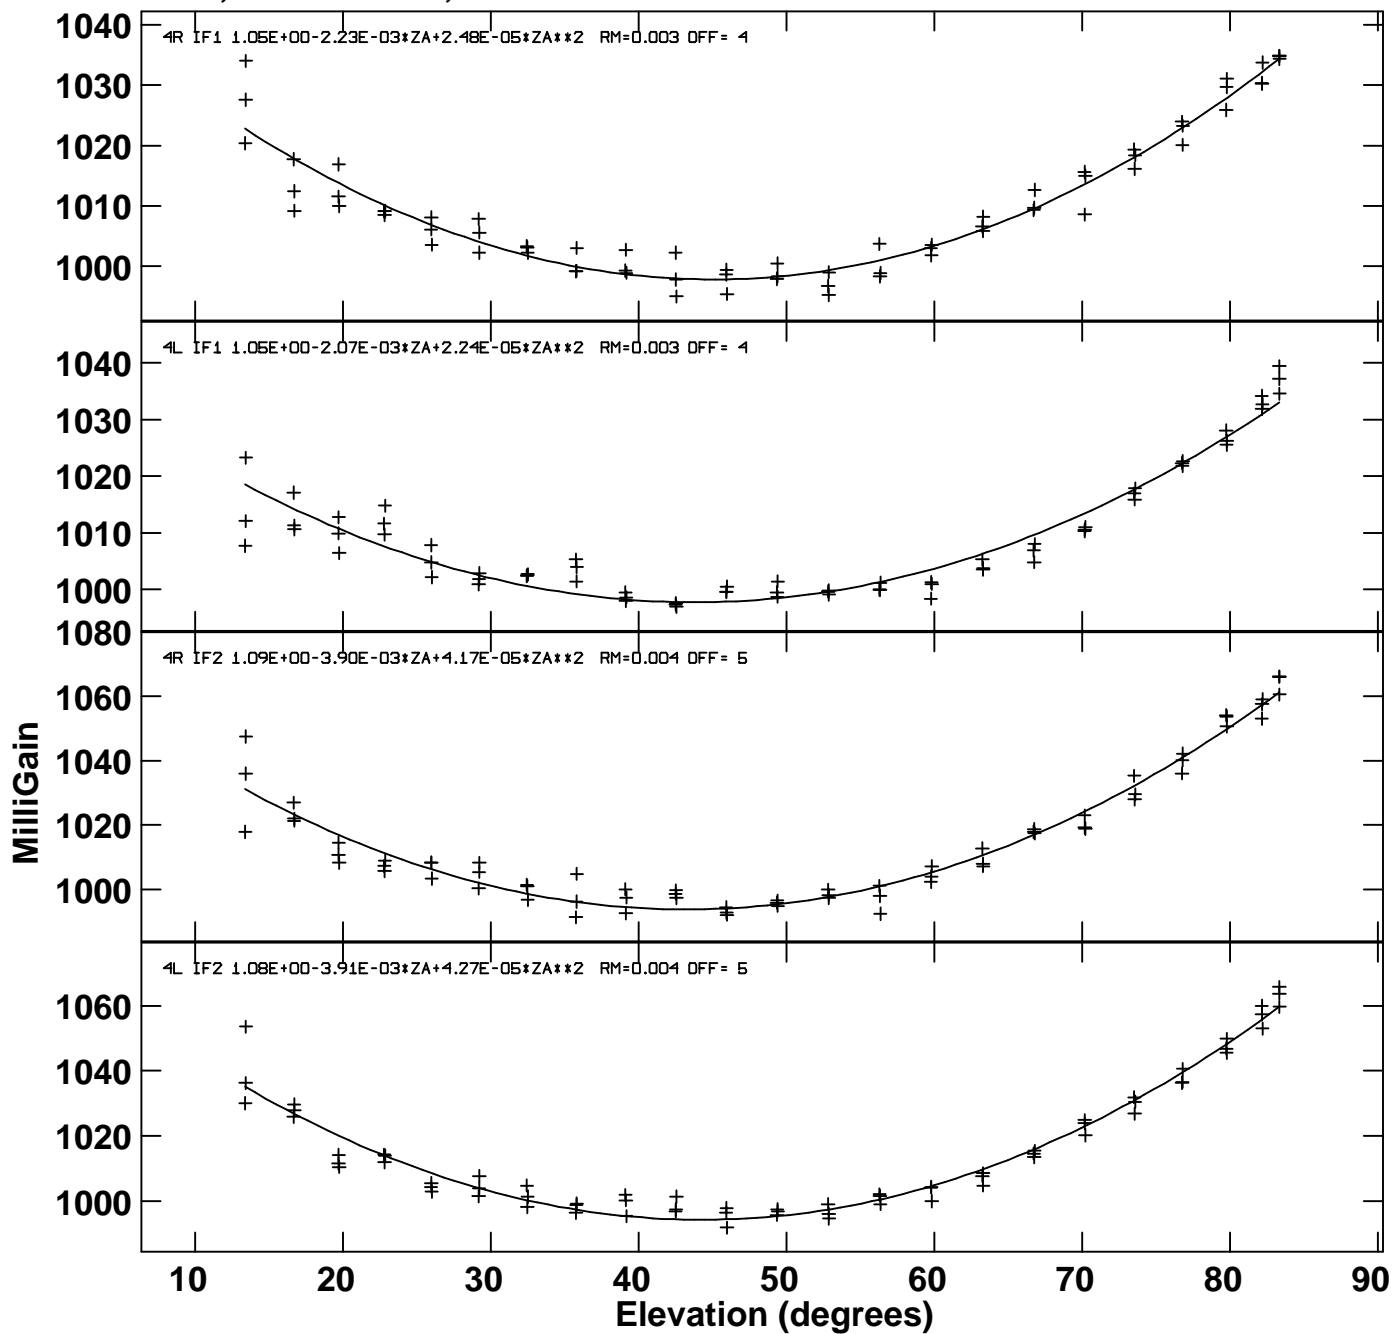 1040
4R IF1 1.05E+00-2.23E-03*ZA+2.48E-05*ZA**2 RM=0.003 OFF= 4
1030
1020
1010
1000
4L IF1 1.05E+00-2.07E-03*ZA+2.24E-05*ZA**2 RM=0.003 OFF= 4
1040
1030
1020
1010
1000
1080
4R IF2 1.09E+00-3.90E-03*ZA+4.17E-05*ZA**2 RM=0.004 OFF= 5
1060
1040
1020
1000
MilliGain
4L IF2 1.08E+00-3.91E-03*ZA+4.27E-05*ZA**2 RM=0.004 OFF= 5
1060
1040
1020
1000
10 20 30 40 50 60 70 80 90
Elevation (degrees)